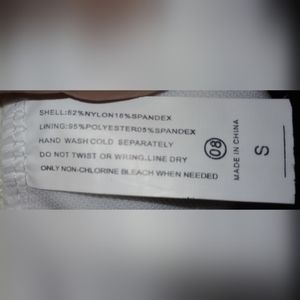 SHELL:82%NYLON18%SPANDEX
LINING:95%POLYESTER05%SPANDEX
HAND WASH COLD SEPARATELY
DO NOT TWIST OR WRING.LINE DRY
ONLY NON-CHLORINE BLEACH WHEN NEEDED
08
MADE IN CHINA
S